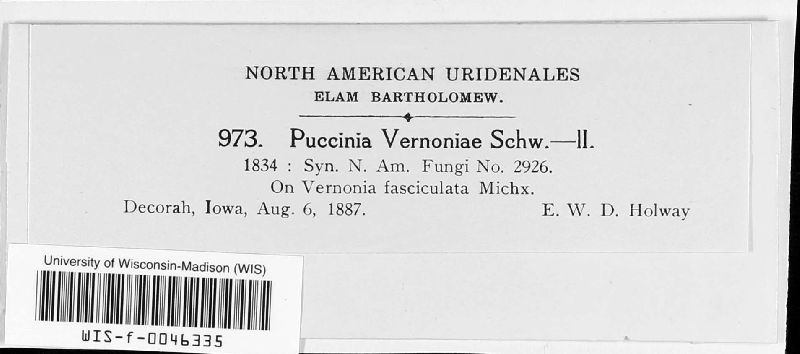 NORTH AMERICAN URIDENALES
ELAM BARTHOLOMEW.
973. Puccinia Vernoniae Schw.—II.
1834 : Syn. N. Am. Fungi No. 2926.
On Vernonia fasciculata Michx.
Decorah, Iowa, Aug. 6, 1887. E. W. D. Holway
University of Wisconsin-Madison (WIS)
WIS-f-0046335